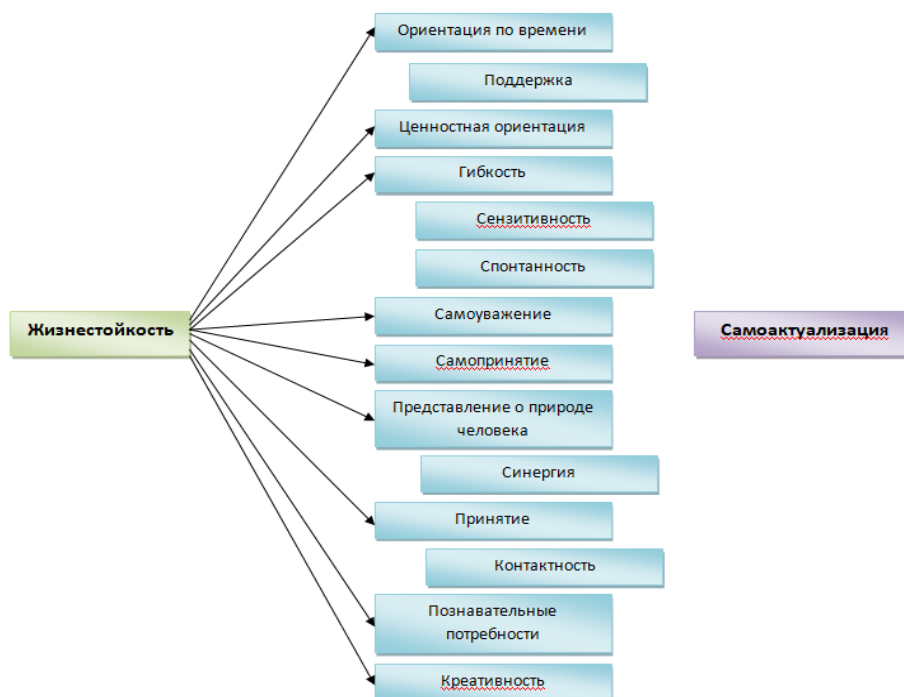 Ориентация по времени
Поддержка
Ценностная ориентация
Гибкость
Сензитивность
Спонтанность
Самоуважение
Жизнестойкость
Самоактуализация
Самопринятие
Представление о природе
человека
Синергия
Принятие
Контактность
Познавательные
потребности
Креативность